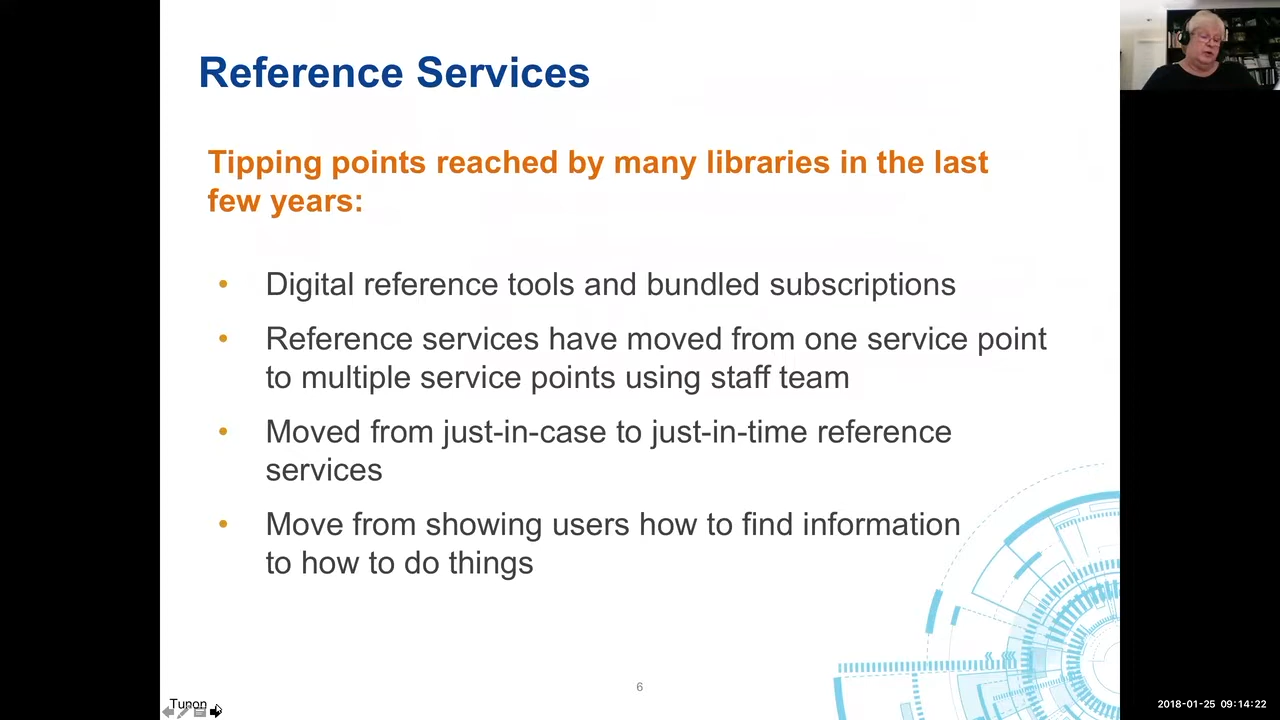 Reference Services
Tipping points reached by many libraries in the last
few years:
• Digital reference tools and bundled subscriptions
• Reference services have moved from one service point
to multiple service points using staff team
• Moved from just-in-case to just-in-time reference
services
• Move from showing users how to find information
to how to do things
6
Tunon
2018-01-25 09:14:22